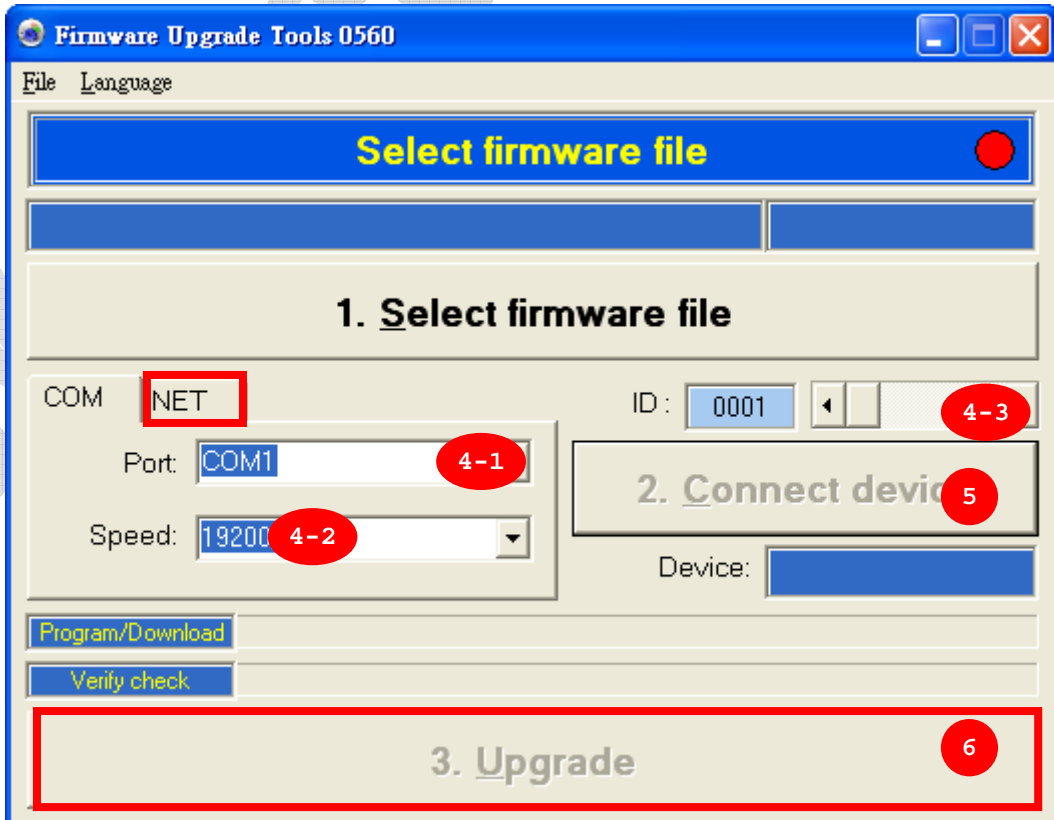 Firmware Upgrade Tools 0560
File Language
Select firmware file
1. Select firmware file
COM NET
ID : 0001 4-3
Port: COM1 4-1
2. Connect devic 5
Speed: 19200 4-2
Device:
Program/Download
Verify check
3. Upgrade 6